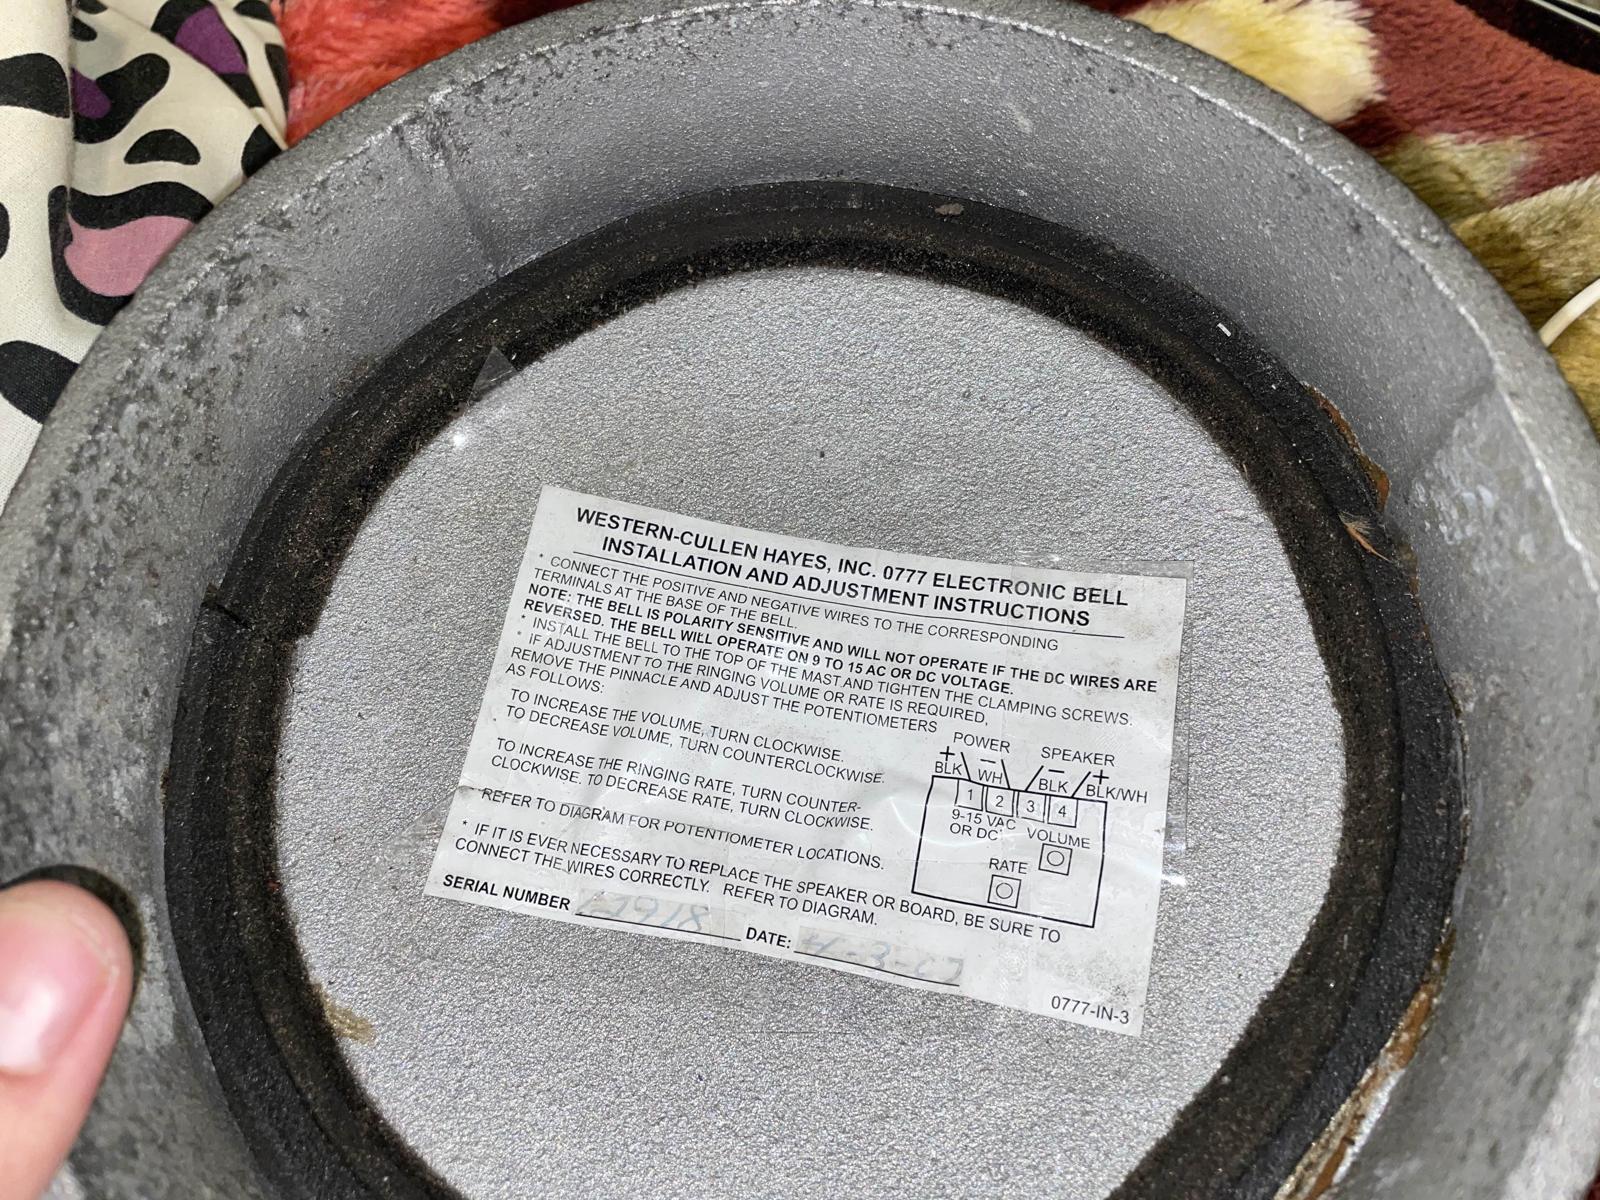 WESTERN-CULLEN HAYES, INC. 0777 ELECTRONIC BELL
INSTALLATION AND ADJUSTMENT INSTRUCTIONS
* CONNECT THE POSITIVE AND NEGATIVE WIRES TO THE CORRESPONDING
TERMINALS AT THE BASE OF THE BELL.
NOTE: THE BELL IS POLARITY SENSITIVE AND WILL NOT OPERATE IF THE DC WIRES ARE
REVERSED. THE BELL WILL OPERATE ON 9 TO 15 AC OR DC VOLTAGE.
* INSTALL THE BELL TO THE TOP OF THE MAST AND TIGHTEN THE CLAMPING SCREWS.
* IF ADJUSTMENT TO THE RINGING VOLUME OR RATE IS REQUIRED,
REMOVE THE PINNACLE AND ADJUST THE POTENTIOMETERS
AS FOLLOWS:
TO INCREASE THE VOLUME, TURN CLOCKWISE.
TO DECREASE VOLUME, TURN COUNTERCLOCKWISE.
TO INCREASE THE RINGING RATE, TURN COUNTER-
CLOCKWISE. TO DECREASE RATE, TURN CLOCKWISE.
REFER TO DIAGRAM FOR POTENTIOMETER LOCATIONS.
POWER SPEAKER
+ - - +
BLK WH BLK BLK/WH
1 2 3 4
9-15 VAC
OR DC
VOLUME
RATE
* IF IT IS EVER NECESSARY TO REPLACE THE SPEAKER OR BOARD, BE SURE TO
CONNECT THE WIRES CORRECTLY. REFER TO DIAGRAM.
SERIAL NUMBER DATE:
0777-IN-3